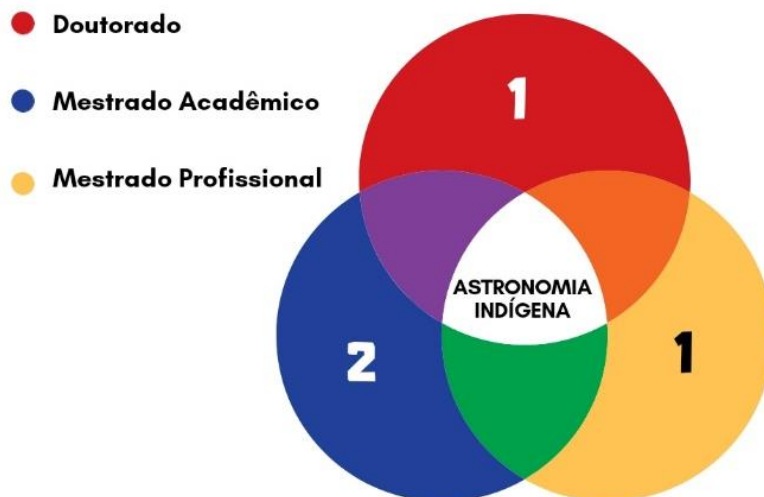 Doutorado
Mestrado Acadêmico
Mestrado Profissional
1
ASTRONOMIA
INDÍGENA
2
1